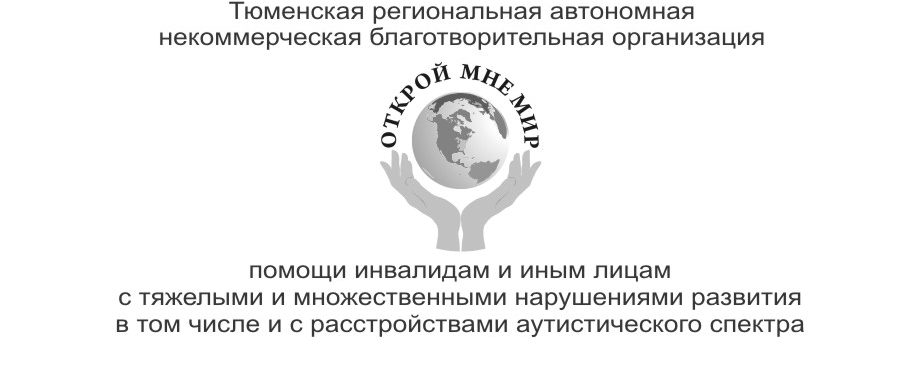 Тюменская региональная автономная
некоммерческая благотворительная организация
ОТКРОЙ МНЕ МИР
помощи инвалидам и иным лицам
с тяжелыми и множественными нарушениями развития
в том числе и с расстройствами аутистического спектра